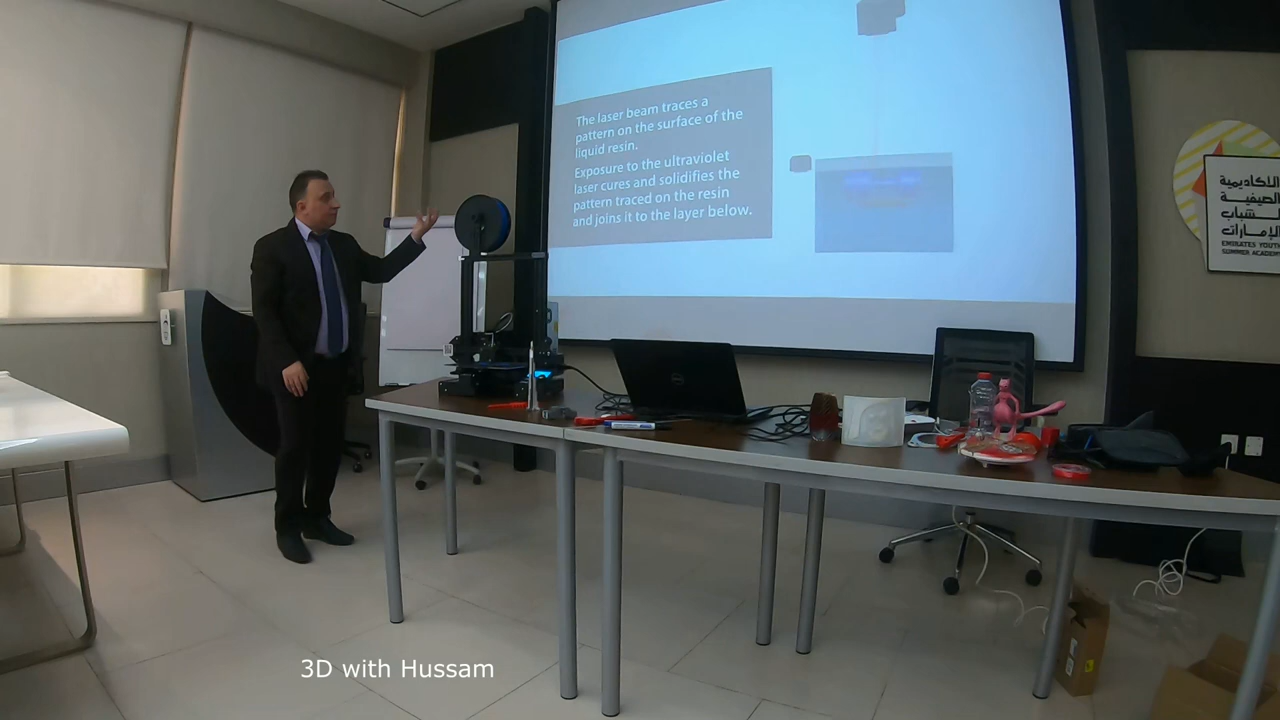 The laser beam traces a
pattern on the surface of the
liquid resin.
Exposure to the ultraviolet
laser cures and solidifies the
pattern traced on the resin
and joins it to the layer below.
الأكاديمية
الصيفية
للشباب
الإمارات
EMIRATES YOUTH
SUMMER ACADEMY
3D with Hussam